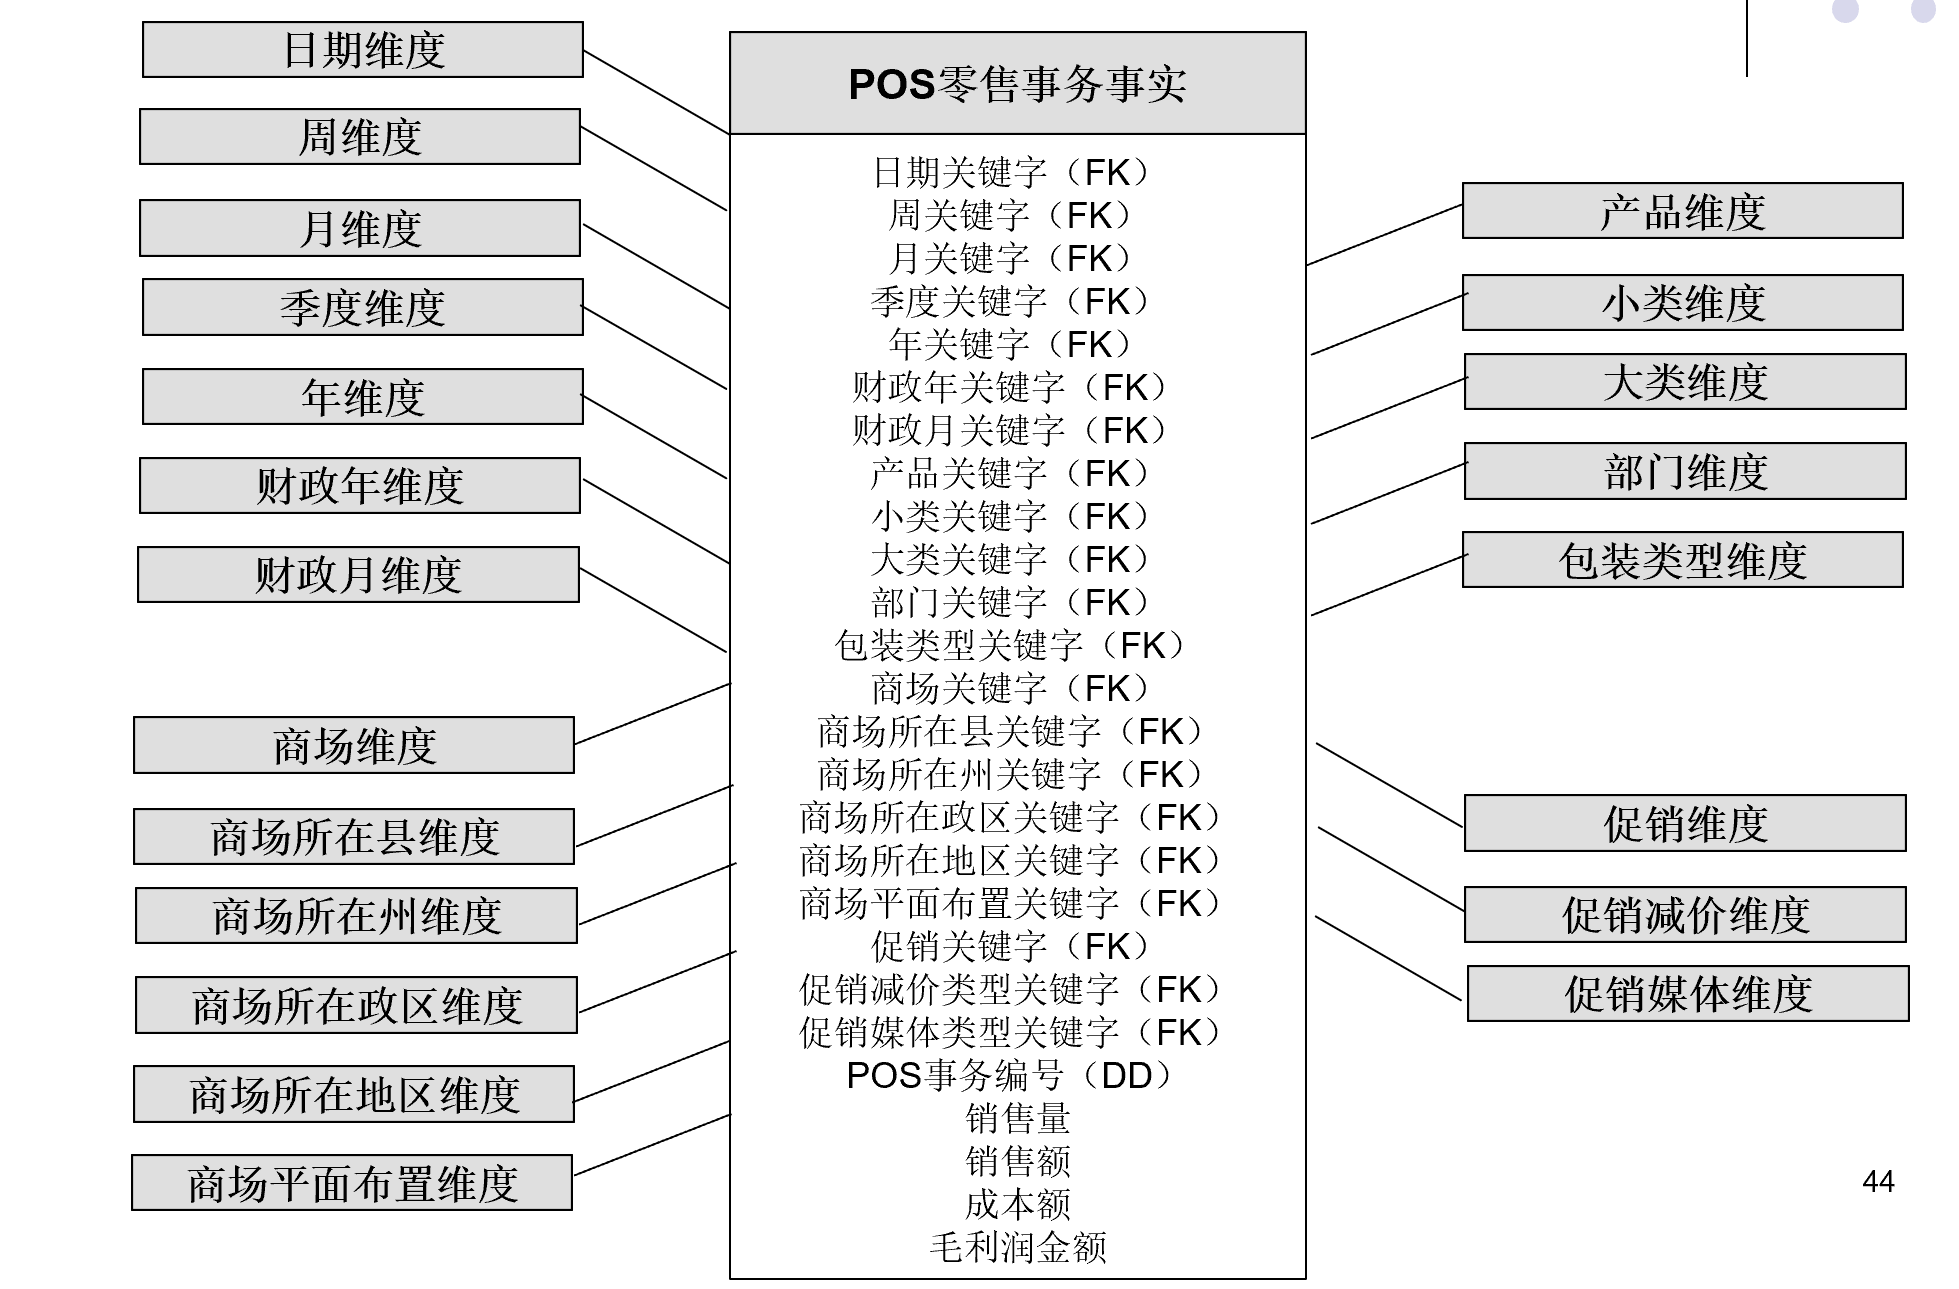 日期维度
周维度
月维度
季度维度
年维度
财政年维度
财政月维度
商场维度
商场所在县维度
商场所在州维度
商场所在政区维度
商场所在地区维度
商场平面布置维度
POS零售事务事实
日期关键字（FK）
周关键字（FK）
月关键字（FK）
季度关键字（FK）
年关键字（FK）
财政年关键字（FK）
财政月关键字（FK）
产品关键字（FK）
小类关键字（FK）
大类关键字（FK）
部门关键字（FK）
包装类型关键字（FK）
商场关键字（FK）
商场所在县关键字（FK）
商场所在州关键字（FK）
商场所在政区关键字（FK）
商场所在地区关键字（FK）
商场平面布置关键字（FK）
促销关键字（FK）
促销减价类型关键字（FK）
促销媒体类型关键字（FK）
POS事务编号（DD）
销售量
销售额
成本额
毛利润金额
产品维度
小类维度
大类维度
部门维度
包装类型维度
促销维度
促销减价维度
促销媒体维度
44